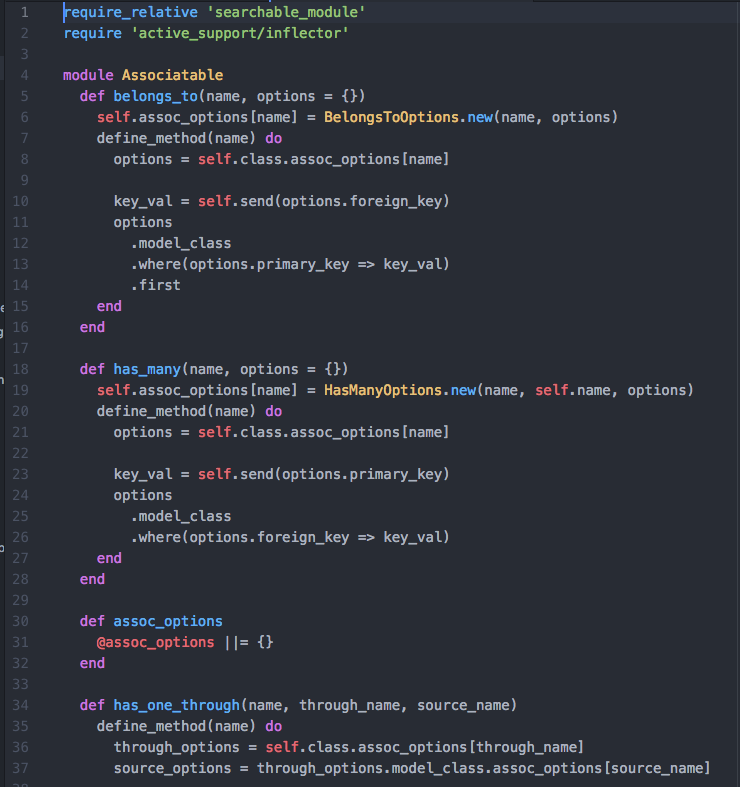 1 require_relative 'searchable_module'
2 require 'active_support/inflector'
3
4 module Associatable
5   def belongs_to(name, options = {})
6     self.assoc_options[name] = BelongsToOptions.new(name, options)
7     define_method(name) do
8       options = self.class.assoc_options[name]
9
10       key_val = self.send(options.foreign_key)
11       options
12         .model_class
13         .where(options.primary_key => key_val)
14         .first
15     end
16   end
17
18   def has_many(name, options = {})
19     self.assoc_options[name] = HasManyOptions.new(name, self.name, options)
20     define_method(name) do
21       options = self.class.assoc_options[name]
22
23       key_val = self.send(options.primary_key)
24       options
25         .model_class
26         .where(options.foreign_key => key_val)
27     end
28   end
29
30   def assoc_options
31     @assoc_options ||= {}
32   end
33
34   def has_one_through(name, through_name, source_name)
35     define_method(name) do
36       through_options = self.class.assoc_options[through_name]
37       source_options = through_options.model_class.assoc_options[source_name]